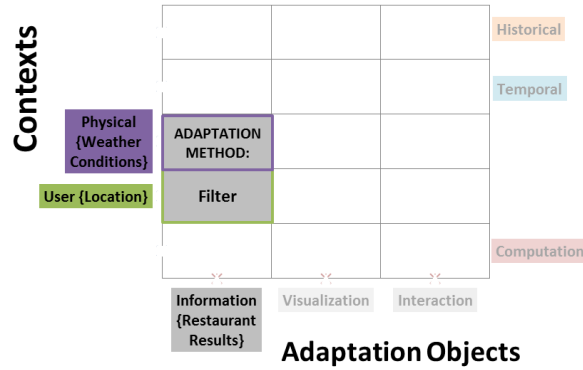 Contexts
Historical
Temporal
Physical
{Weather
Conditions}
ADAPTATION
METHOD:
User {Location}
Filter
Computation
Information
{Restaurant
Results}
Visualization
Interaction
Adaptation Objects